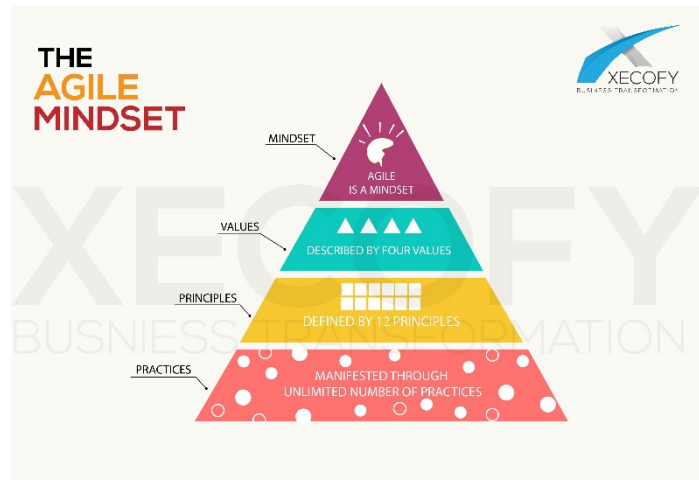 THE
AGILE
MINDSET
XECOFY
BUSINESS TRANSFORMATION
MINDSET
AGILE
IS A MINDSET
VALUES
DESCRIBED BY FOUR VALUES
PRINCIPLES
DEFINED BY 12 PRINCIPLES
PRACTICES
MANIFESTED THROUGH
UNLIMITED NUMBER OF PRACTICES
XECOFY
BUSNIESS TRANSFORMATION